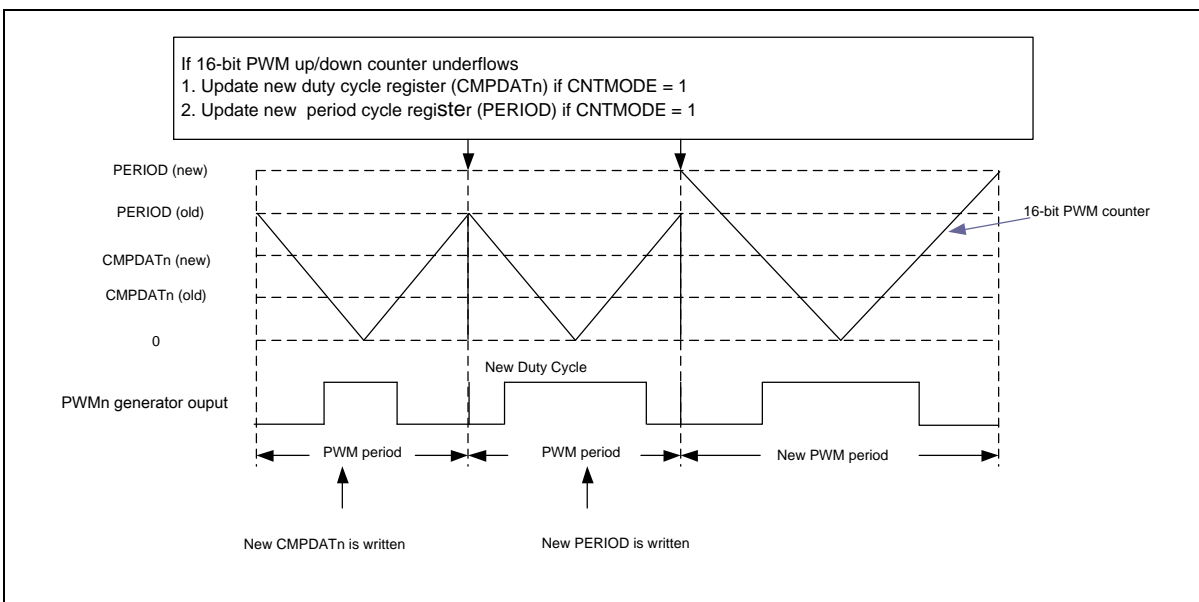 If 16-bit PWM up/down counter underflows
1. Update new duty cycle register (CMPDATn) if CNTMODE = 1
2. Update new  period cycle register (PERIOD) if CNTMODE = 1
PERIOD (new)
PERIOD (old)
16-bit PWM counter
CMPDATn (new)
CMPDATn (old)
0
New Duty Cycle
PWMn generator ouput
PWM period
PWM period
New PWM period
New CMPDATn is written
New PERIOD is written